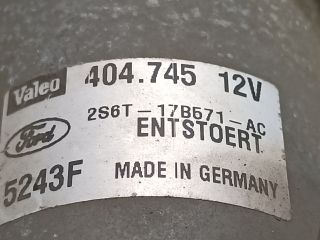 Valeo 404.745 12V
2S6T-17B571-AC
Ford ENTSTOERT
5243F MADE IN GERMANY